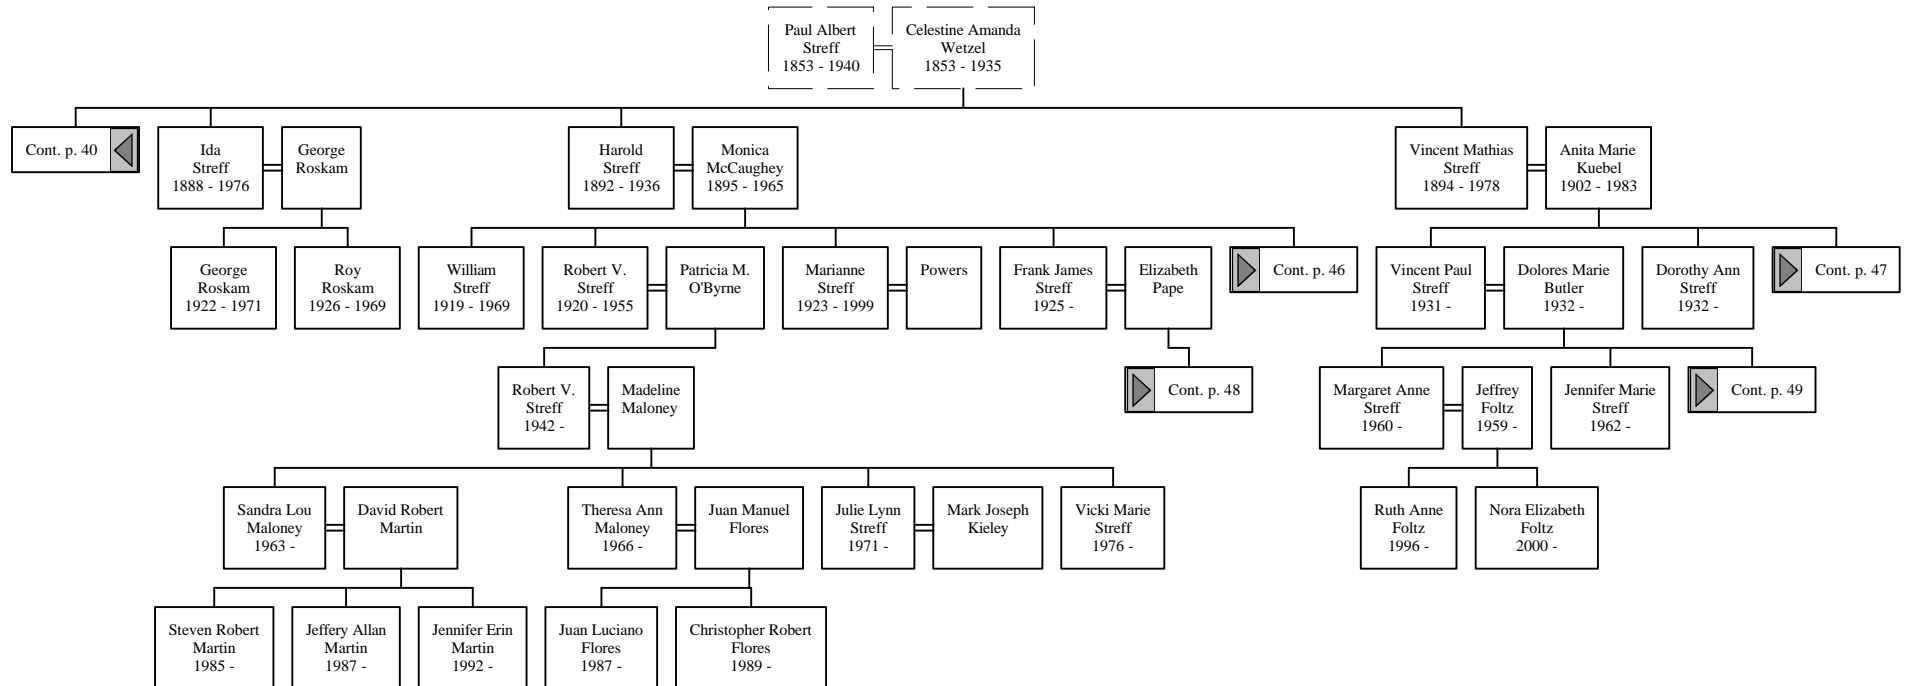 Paul Albert
Streff
1853 - 1940
Celestine Amanda
Wetzel
1853 - 1935
Cont. p. 40
Ida
Streff
1888 - 1976
George
Roskam
Harold
Streff
1892 - 1936
Monica
McCaughey
1895 - 1965
Vincent Mathias
Streff
1894 - 1978
Anita Marie
Kuebel
1902 - 1983
George
Roskam
1922 - 1971
Roy
Roskam
1926 - 1969
William
Streff
1919 - 1969
Robert V.
Streff
1920 - 1955
Patricia M.
O'Byrne
Marianne
Streff
1923 - 1999
Powers
Frank James
Streff
1925 -
Elizabeth
Pape
Cont. p. 46
Vincent Paul
Streff
1931 -
Dolores Marie
Butler
1932 -
Dorothy Ann
Streff
1932 -
Cont. p. 47
Robert V.
Streff
1942 -
Madeline
Maloney
Cont. p. 48
Margaret Anne
Streff
1960 -
Jeffrey
Foltz
1959 -
Jennifer Marie
Streff
1962 -
Cont. p. 49
Sandra Lou
Maloney
1963 -
David Robert
Martin
Theresa Ann
Maloney
1966 -
Juan Manuel
Flores
Julie Lynn
Streff
1971 -
Mark Joseph
Kieley
Vicki Marie
Streff
1976 -
Ruth Anne
Foltz
1996 -
Nora Elizabeth
Foltz
2000 -
Steven Robert
Martin
1985 -
Jeffery Allan
Martin
1987 -
Jennifer Erin
Martin
1992 -
Juan Luciano
Flores
1987 -
Christopher Robert
Flores
1989 -